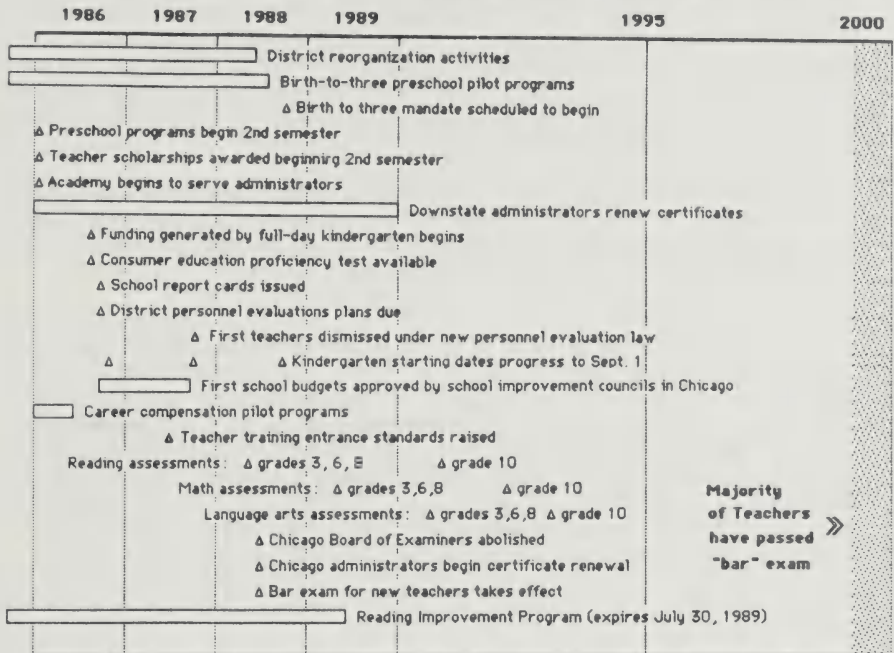 1986 1987 1988 1989 1995 2000
District reorganization activities
Birth-to-three preschool pilot programs
Birth to three mandate scheduled to begin
Preschool programs begin 2nd semester
Teacher scholarships awarded beginning 2nd semester
Academy begins to serve administrators
Downstate administrators renew certificates
Funding generated by full-day kindergarten begins
Consumer education proficiency test available
School report cards issued
District personnel evaluations plans due
First teachers dismissed under new personnel evaluation law
Kindergarten starting dates progress to Sept. 1
First school budgets approved by school improvement councils in Chicago
Career compensation pilot programs
Teacher training entrance standards raised
Reading assessments: grades 3, 6, 8 grade 10
Math assessments: grades 3,6,8 grade 10
Language arts assessments: grades 3,6,8 grade 10
Chicago Board of Examiners abolished
Chicago administrators begin certificate renewal
Bar exam for new teachers takes effect
Reading Improvement Program (expires July 30, 1989)
Majority
of Teachers
have passed
"bar" exam